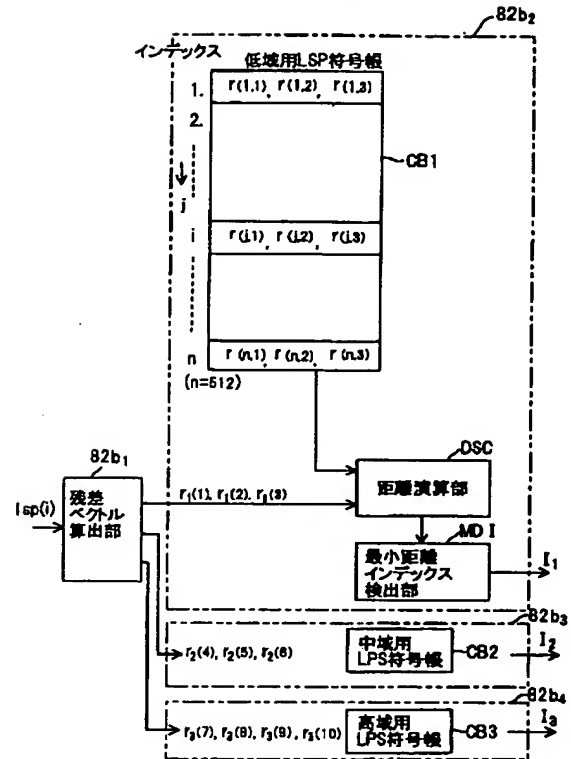 82b2
インデックス
低域用LSP符号帳
1.
r(1,1), r(1,2), r(1,3)
2.
CB1
j
i
r(j,1) r(j,2) r(j,3)
n
r(n,1), r(n,2), r(n,3)
(n=512)
82b1
DSC
lsp(i)
残差
ベクトル
算出部
r1(1), r1(2), r1(3)
距離演算部
MDI
最小距離
インデックス
検出部
I1
82b3
r2(4), r2(5), r2(6)
中域用
LPS符号帳
CB2
I2
82b4
r3(7), r2(8), r3(9), r3(10)
高域用
LPS符号帳
CB3
I3